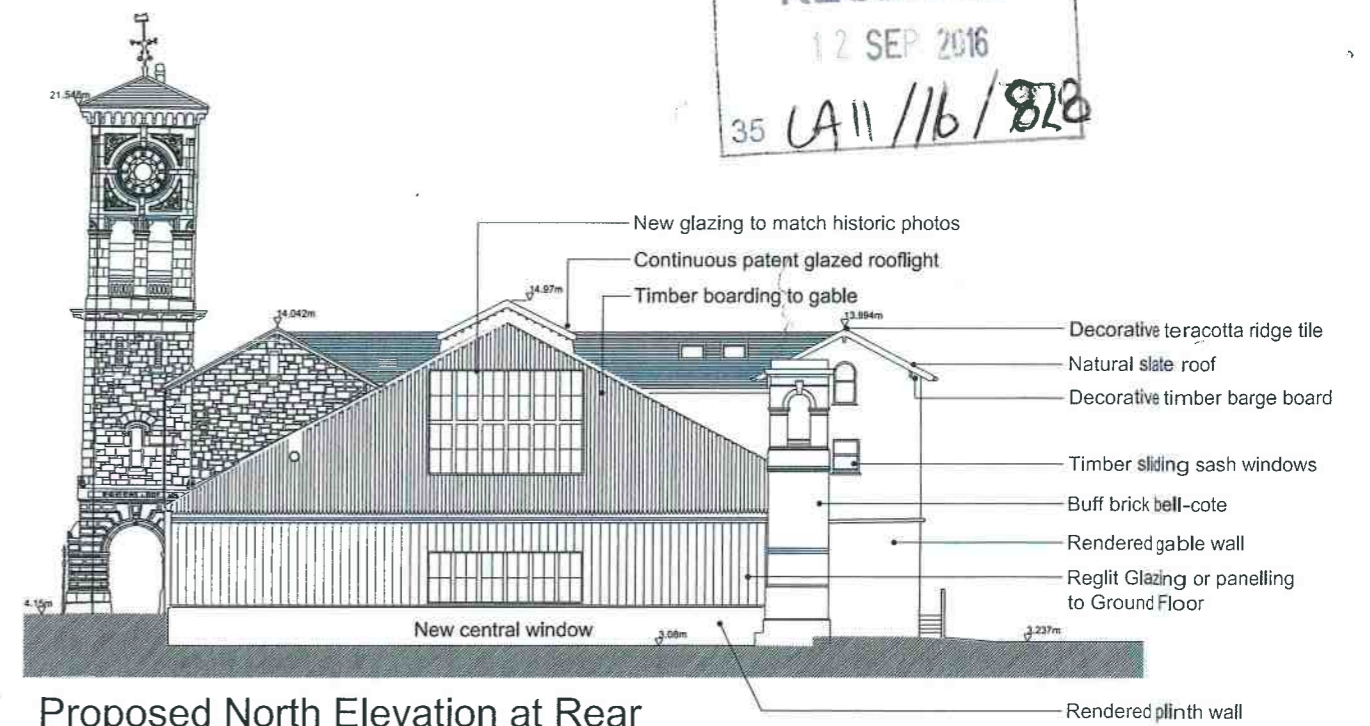 12 SEP 2016
35 LA11/16/828
21.546m
New glazing to match historic photos
Continuous patent glazed rooflight
Timber boarding to gable
14.97m
14.042m
13.894m
Decorative teracotta ridge tile
Natural slate roof
Decorative timber barge board
Timber sliding sash windows
Buff brick bell-cote
Rendered gable wall
Reglit Glazing or panelling
to Ground Floor
4.15m
New central window
3.08m
3.237m
Rendered plinth wall
Proposed North Elevation at Rear